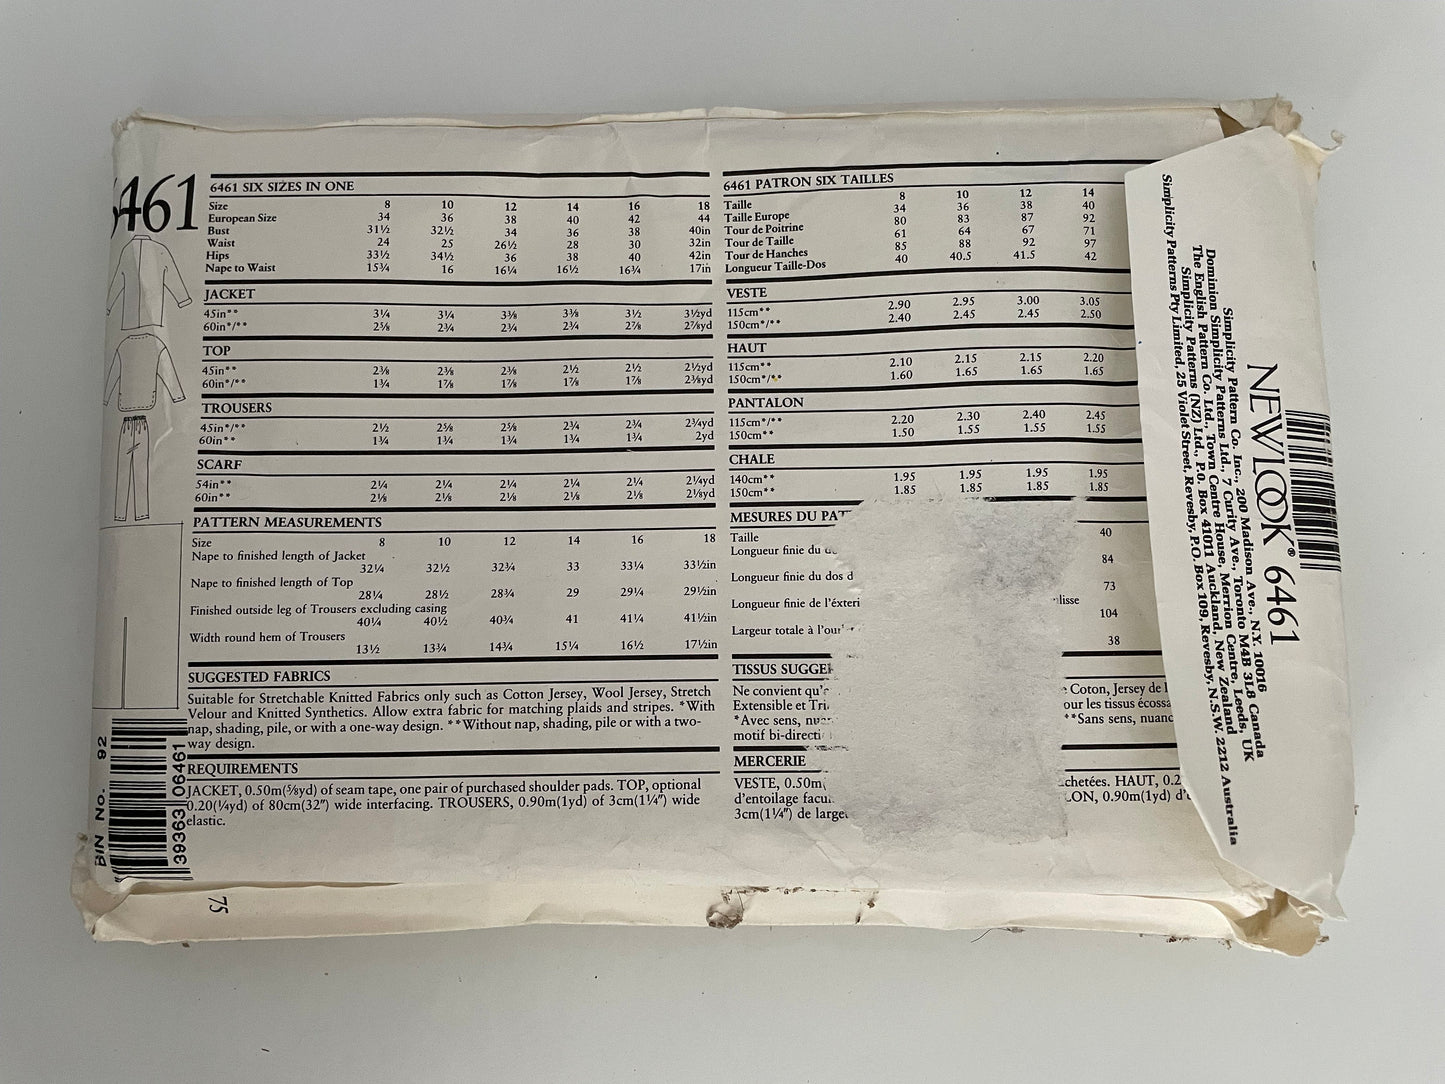 6461
6461 SIX SIZES IN ONE
Size 8 10 12 14 16 18
European Size 34 36 38 40 42 44
Bust 31½ 32½ 34 36 38 40in
Waist 24 25 26½ 28 30 32in
Hips 33½ 34½ 36 38 40 42in
Nape to Waist 15¾ 16 16¼ 16½ 16¾ 17in
JACKET
45in** 3¼ 3¼ 3⅜ 3⅜ 3½ 3½yd
60in*/** 2⅝ 2¾ 2¾ 2¾ 2⅞ 2⅞yd
TOP
45in** 2⅜ 2⅜ 2⅜ 2½ 2½ 2½yd
60in*/** 1¾ 1⅞ 1⅞ 1⅞ 1⅞ 2⅜yd
TROUSERS
45in*/** 2½ 2⅝ 2⅝ 2¾ 2¾ 2¾yd
60in** 1¾ 1¾ 1¾ 1¾ 1¾ 2yd
SCARF
54in** 2¼ 2¼ 2¼ 2¼ 2¼ 2¼yd
60in** 2⅛ 2⅛ 2⅛ 2⅛ 2⅛ 2⅛yd
PATTERN MEASUREMENTS
Size 8 10 12 14 16 18
Nape to finished length of Jacket
32¼ 32½ 32¾ 33 33¼ 33½in
Nape to finished length of Top
28¼ 28½ 28¾ 29 29¼ 29½in
Finished outside leg of Trousers excluding casing
40¼ 40½ 40¾ 41 41¼ 41½in
Width round hem of Trousers
13½ 13¾ 14¾ 15¼ 16½ 17½in
SUGGESTED FABRICS
Suitable for Stretchable Knitted Fabrics only such as Cotton Jersey, Wool Jersey, Stretch
Velour and Knitted Synthetics. Allow extra fabric for matching plaids and stripes. *With
nap, shading, pile, or with a one-way design. **Without nap, shading, pile or with a two-
way design.
REQUIREMENTS
JACKET, 0.50m(⅝yd) of seam tape, one pair of purchased shoulder pads. TOP, optional
0.20(¼yd) of 80cm(32″) wide interfacing. TROUSERS, 0.90m(1yd) of 3cm(1¼″) wide
elastic.
BIN No. 92
39363 06461
75
6461 PATRON SIX TAILLES
Taille 8 10 12 14
Taille Europe 34 36 38 40
Tour de Poitrine 80 83 87 92
Tour de Taille 61 64 67 71
Tour de Hanches 85 88 92 97
Longueur Taille-Dos 40 40.5 41.5 42
VESTE
115cm** 2.90 2.95 3.00 3.05
150cm*/** 2.40 2.45 2.45 2.50
HAUT
115cm** 2.10 2.15 2.15 2.20
150cm*/** 1.60 1.65 1.65 1.65
PANTALON
115cm*/** 2.20 2.30 2.40 2.45
150cm** 1.50 1.55 1.55 1.55
CHALE
140cm** 1.95 1.95 1.95 1.95
150cm** 1.85 1.85 1.85 1.85
MESURES DU
Taille 40
Longueur finie du 84
Longueur finie du dos d 73
Longueur finie de l'éxteri 104
Largeur totale à 38
TISSUS
Ne convient Coton, Jersey de
Extensible et our les tissus
*Avec sens, **Sans sens,
motif
MERCERIE
VESTE, 0.50m( chetées. HAUT, 0.2
d'entoilage 0.90m(1yd)
3cm(1¼″) de
NEWLOOK® 6461
Simplicity Pattern Co. Inc., 200 Madison Ave., N.Y. 10016
Dominion Simplicity Patterns Ltd., 7 Curity Ave., Toronto M4B 3L8 Canada
The English Pattern Co. Ltd., Town Centre House, Merrion Centre, Leeds, UK
Simplicity Patterns (NZ) Ltd., P.O. Box 41011 Auckland, New Zealand
Simplicity Patterns Pty Limited, 25 Violet Street, Revesby, P.O. Box 109, Revesby, N.S.W. 2212 Australia